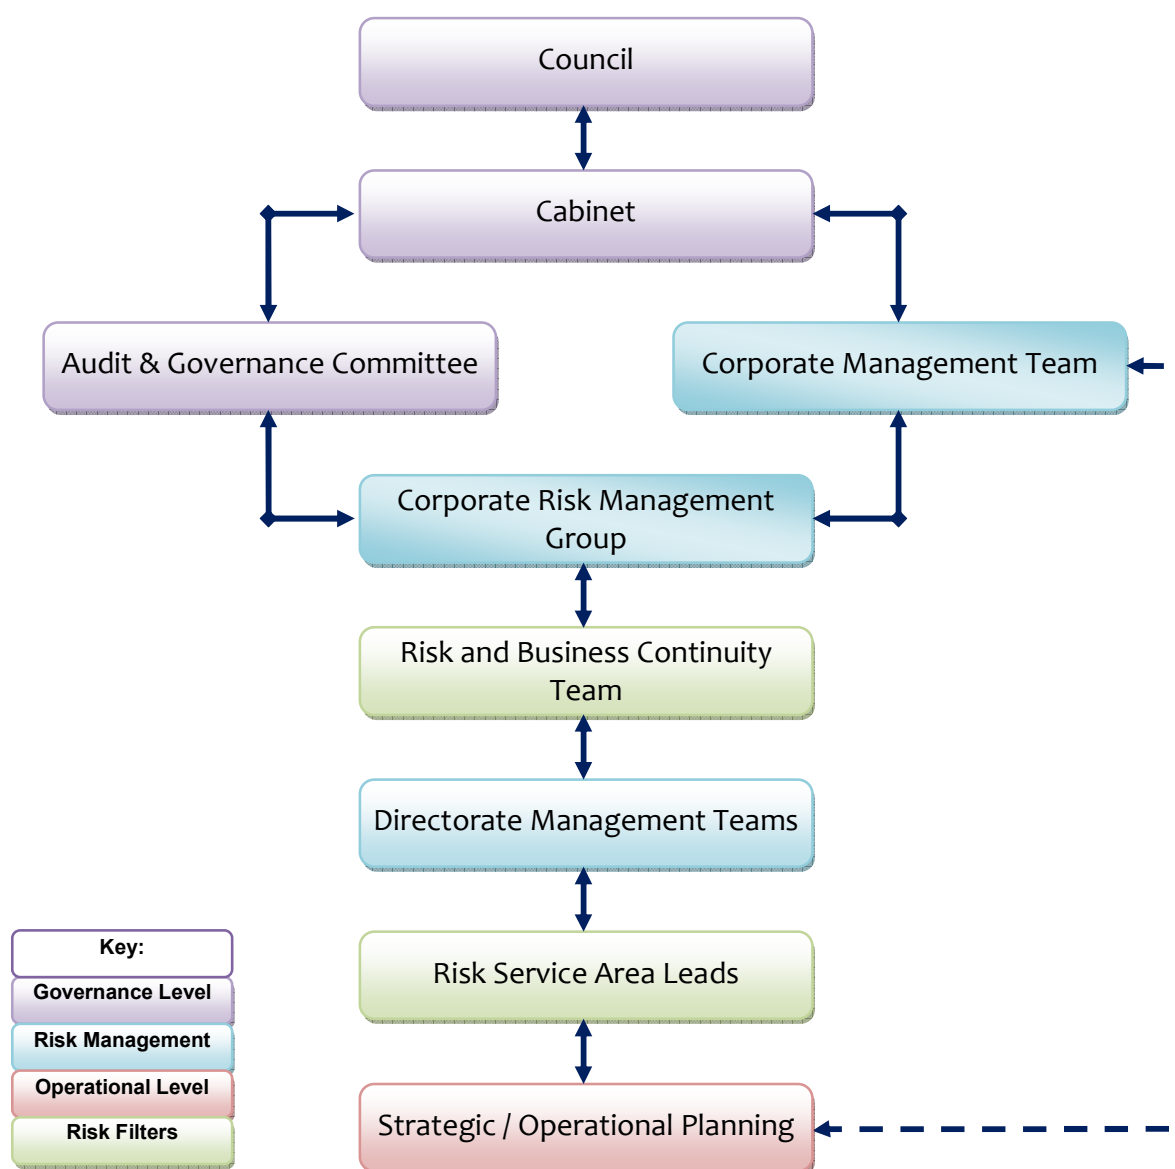 Council
Cabinet
Audit & Governance Committee
Corporate Management Team
Corporate Risk Management
Group
Risk and Business Continuity
Team
Directorate Management Teams
Risk Service Area Leads
Strategic / Operational Planning
Key:
Governance Level
Risk Management
Operational Level
Risk Filters